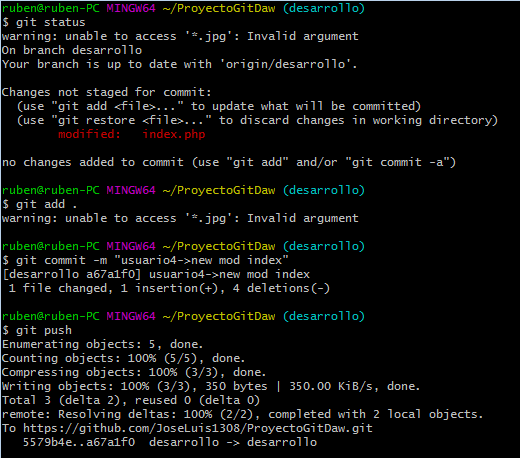 ruben@ruben-PC MINGW64 ~/ProyectoGitDaw (desarrollo)
$ git status
warning: unable to access '*.jpg': Invalid argument
On branch desarrollo
Your branch is up to date with 'origin/desarrollo'.

Changes not staged for commit:
  (use "git add <file>..." to update what will be committed)
  (use "git restore <file>..." to discard changes in working directory)
        modified:   index.php

no changes added to commit (use "git add" and/or "git commit -a")

ruben@ruben-PC MINGW64 ~/ProyectoGitDaw (desarrollo)
$ git add .
warning: unable to access '*.jpg': Invalid argument

ruben@ruben-PC MINGW64 ~/ProyectoGitDaw (desarrollo)
$ git commit -m "usuario4->new mod index"
[desarrollo a67a1f0] usuario4->new mod index
 1 file changed, 1 insertion(+), 4 deletions(-)

ruben@ruben-PC MINGW64 ~/ProyectoGitDaw (desarrollo)
$ git push
Enumerating objects: 5, done.
Counting objects: 100% (5/5), done.
Compressing objects: 100% (3/3), done.
Writing objects: 100% (3/3), 350 bytes | 350.00 KiB/s, done.
Total 3 (delta 2), reused 0 (delta 0)
remote: Resolving deltas: 100% (2/2), completed with 2 local objects.
To https://github.com/JoseLuis1308/ProyectoGitDaw.git
   5579b4e..a67a1f0  desarrollo -> desarrollo